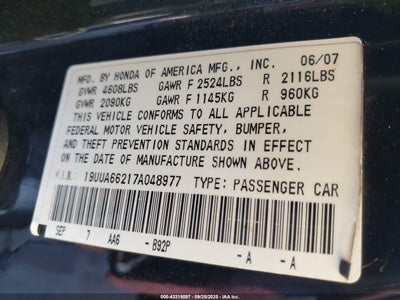 MFD. BY HONDA OF AMERICA MFG., INC. 06/07
GVWR 4608LBS GAWR F 2524LBS R 2116LBS
GVWR 2090KG GAWR F 1145KG R 960KG
THIS VEHICLE CONFORMS TO ALL APPLICABLE
FEDERAL MOTOR VEHICLE SAFETY, BUMPER,
AND THEFT PREVENTION STANDARDS IN EFFECT
ON THE DATE OF MANUFACTURE SHOWN ABOVE.
V.I.N.: 19UUA66217A048977 TYPE: PASSENGER CAR
SEP 7 AA6 - B92P -A -A
000-43315097 09/25/2025 IAA Inc.